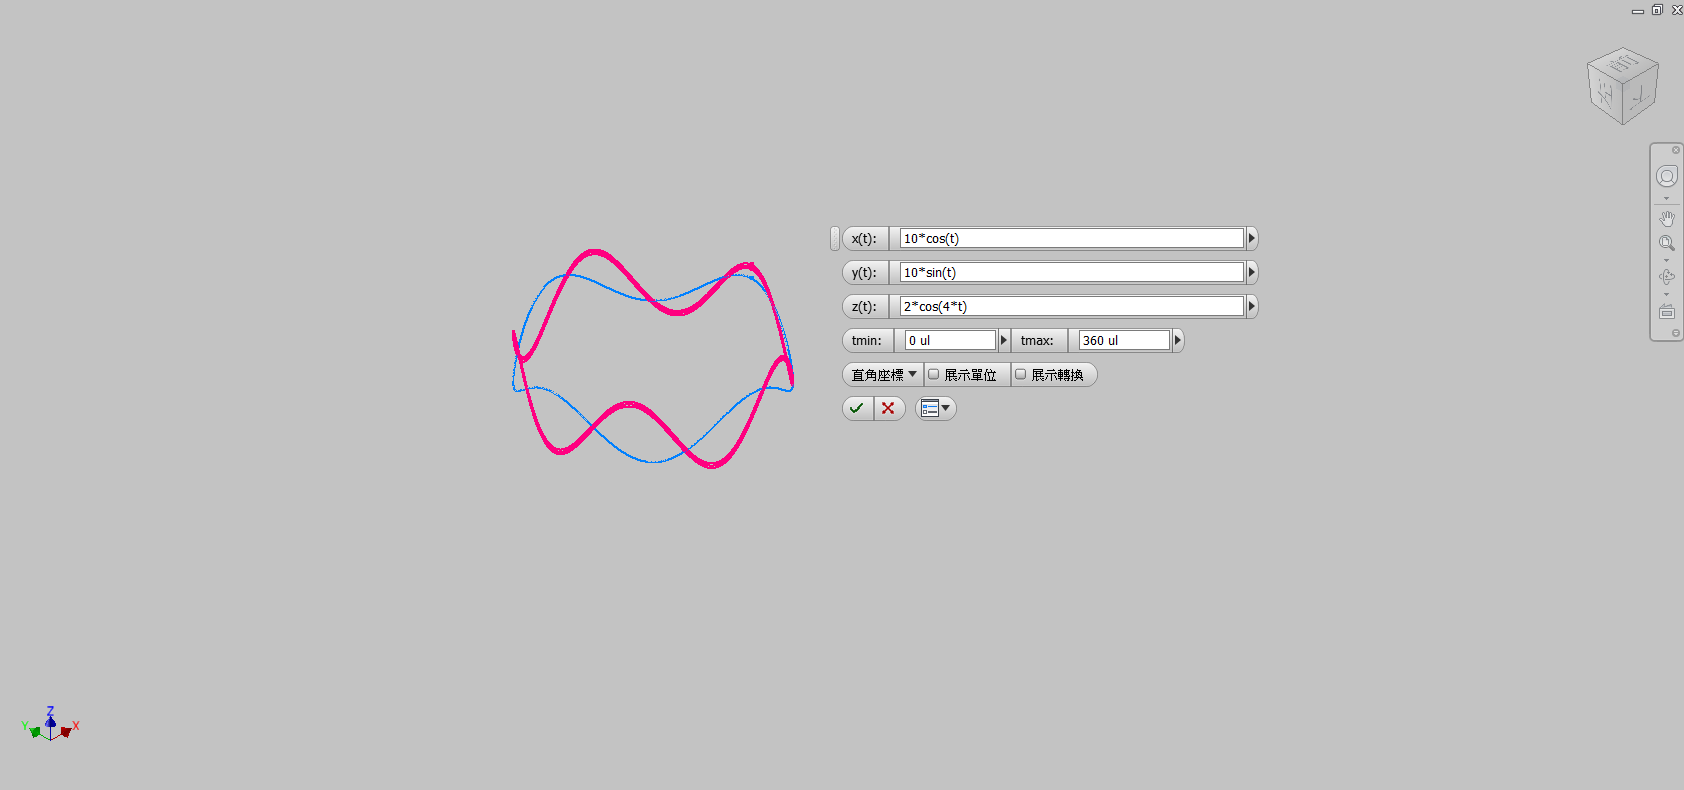 x(t): 10*cos(t)
y(t): 10*sin(t)
z(t): 2*cos(4*t)
tmin: 0 ul tmax: 360 ul
直角座標 展示單位 展示轉換
Z
Y X